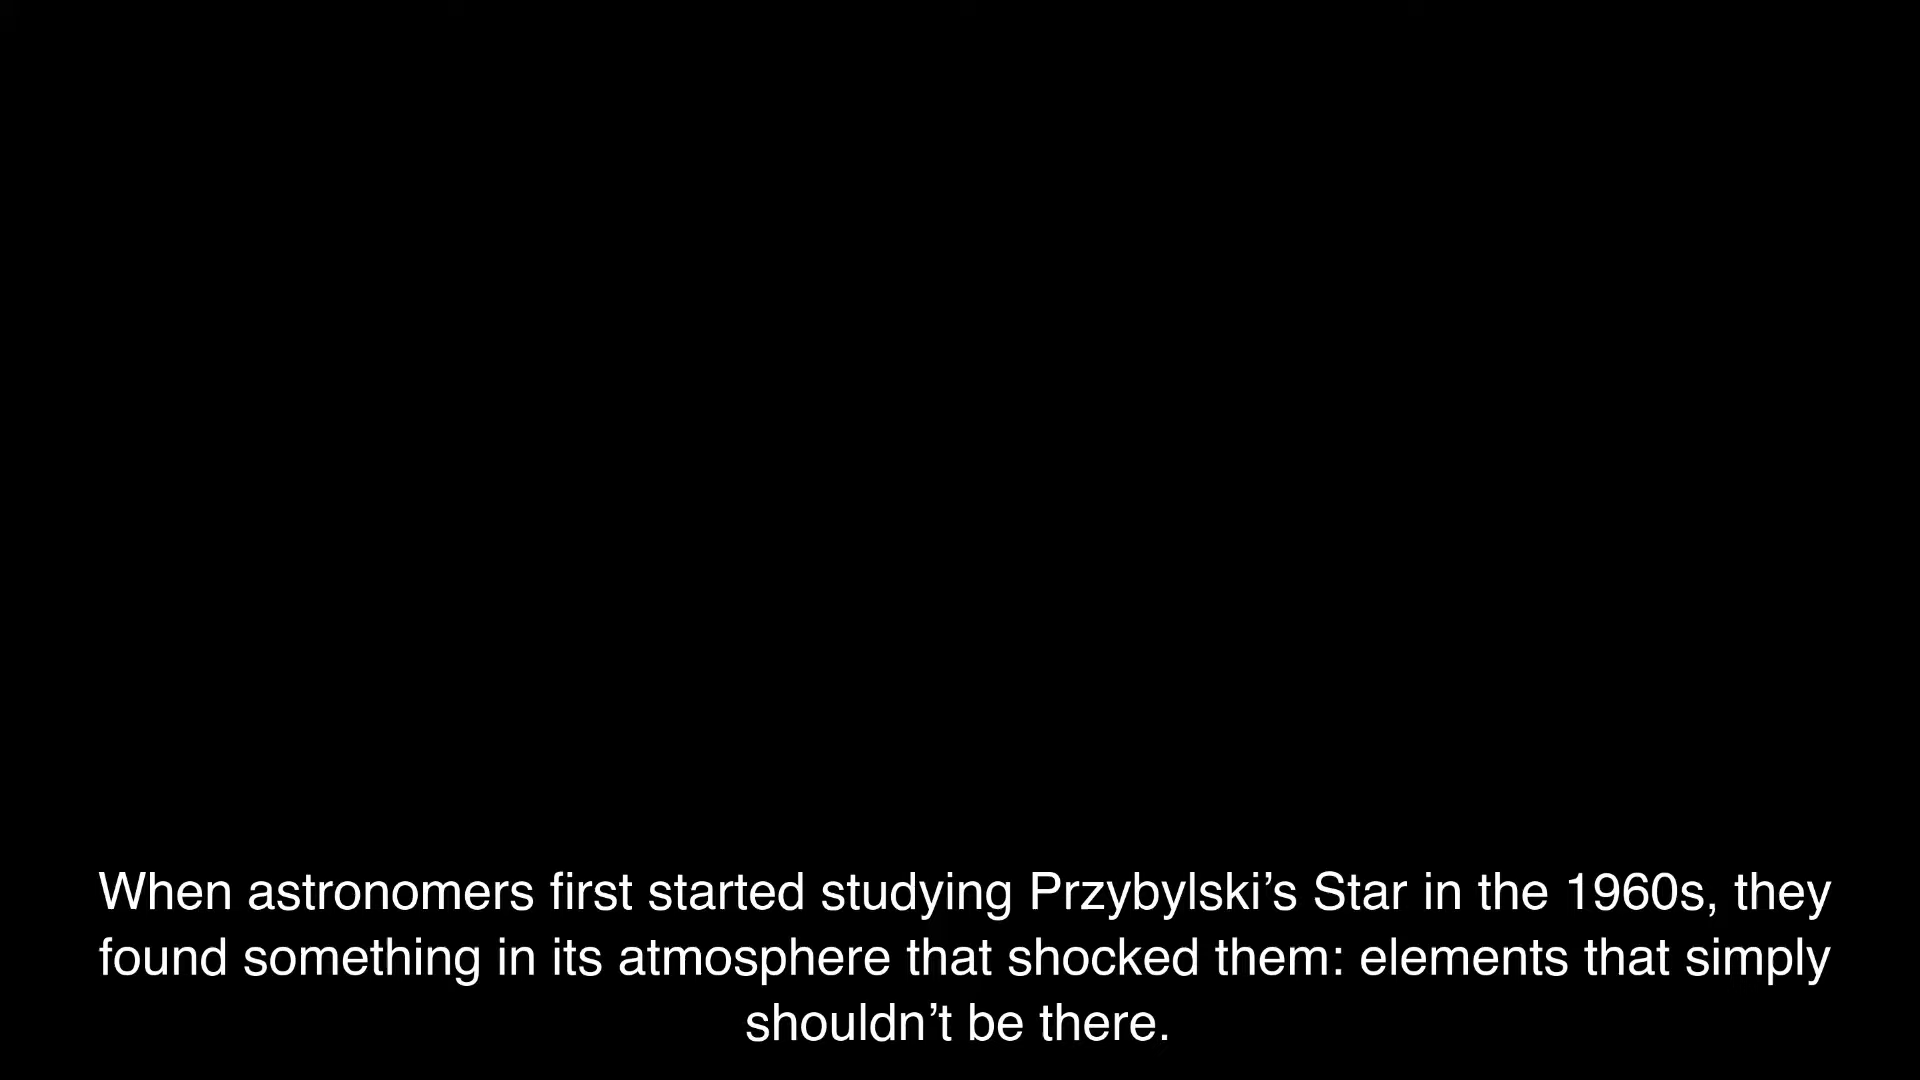 When astronomers first started studying Przybylski’s Star in the 1960s, they
found something in its atmosphere that shocked them: elements that simply
shouldn’t be there.